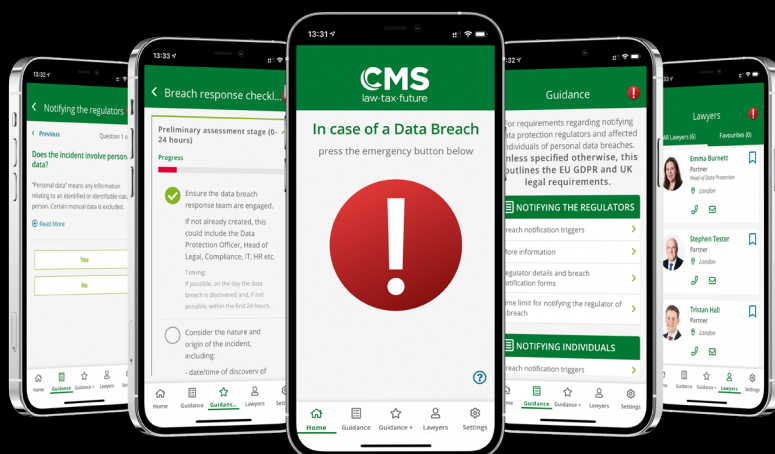 13:32
Notifying the regulators
Previous
Question 1 o
Does the incident involve person
data?
"Personal data" means any information
relating to an identified or identifiable natu
person. Certain manual data is excluded.
Read More
Yes
No
Home
Guidance
Guidance +
Lawyers
13:33
Breach response checkl...
Preliminary assessment stage (0-
24 hours)
Progress
Ensure the data breach
response team are engaged.
If not already created, this
could include the Data
Protection Officer, Head of
Legal, Compliance, IT, HR etc.
Timing:
If possible, on the day the data
breach is discovered and, if not
possible, within the first 24 hours.
Consider the nature and
origin of the incident,
including:
- date/time of discovery of
Home
Guidance
Guidanc...
Lawyers
13:31
CMS
law·tax·future
In case of a Data Breach
press the emergency button below
!
?
Home
Guidance
Guidance +
Lawyers
Settings
:32
Guidance
!
For requirements regarding notifying
data protection regulators and affected
individuals of personal data breaches.
Unless specified otherwise, this
outlines the EU GDPR and UK
legal requirements.
NOTIFYING THE REGULATORS
reach notification triggers
More information
egulator details and breach
otification forms
ime limit for notifying the regulator of
breach
NOTIFYING INDIVIDUALS
reach notification triggers
Guidance
Guidance +
Lawyers
Settings
Lawyers
!
All Lawyers (6)
Favourites (0)
Emma Burnett
Partner
Head of Data Protection
London
Stephen Tester
Partner
London
Tristan Hall
Partner
London
Guidance
Guidance +
Lawyers
Settings